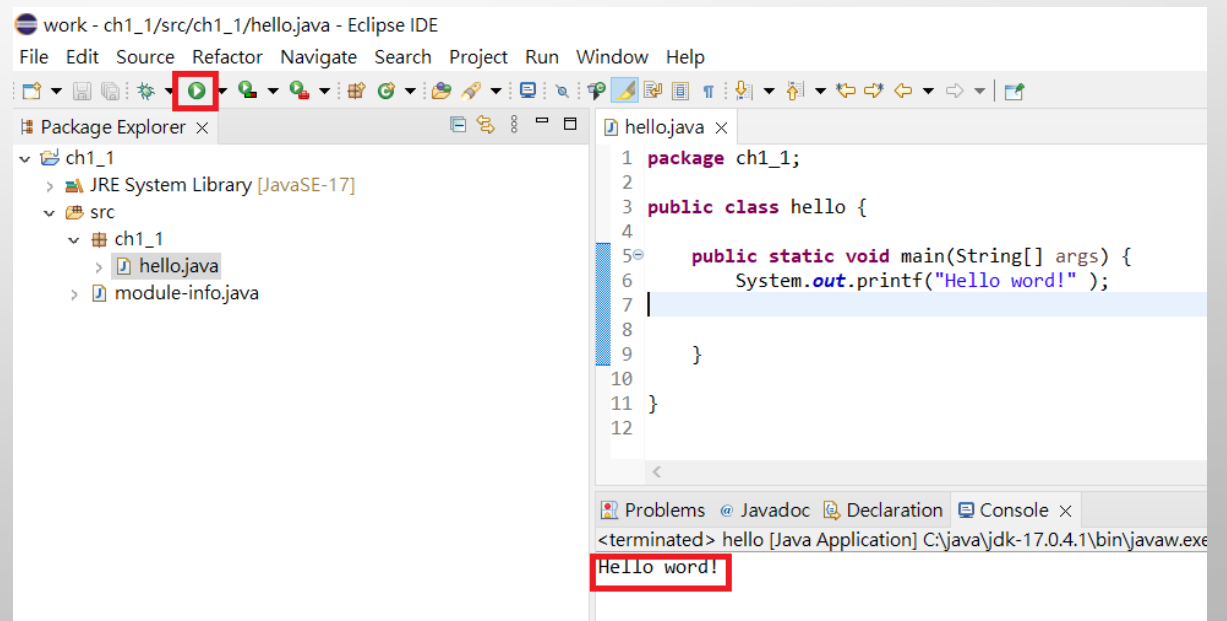 work - ch1_1/src/ch1_1/hello.java - Eclipse IDE
File Edit Source Refactor Navigate Search Project Run Window Help
Package Explorer
ch1_1
JRE System Library [JavaSE-17]
src
ch1_1
hello.java
module-info.java
hello.java
1 package ch1_1;
2
3 public class hello {
4
5 public static void main(String[] args) {
6 System.out.printf("Hello word!" );
7
8
9 }
10
11 }
12
Problems @ Javadoc Declaration Console
<terminated> hello [Java Application] C:\java\jdk-17.0.4.1\bin\javaw.exe
Hello word!